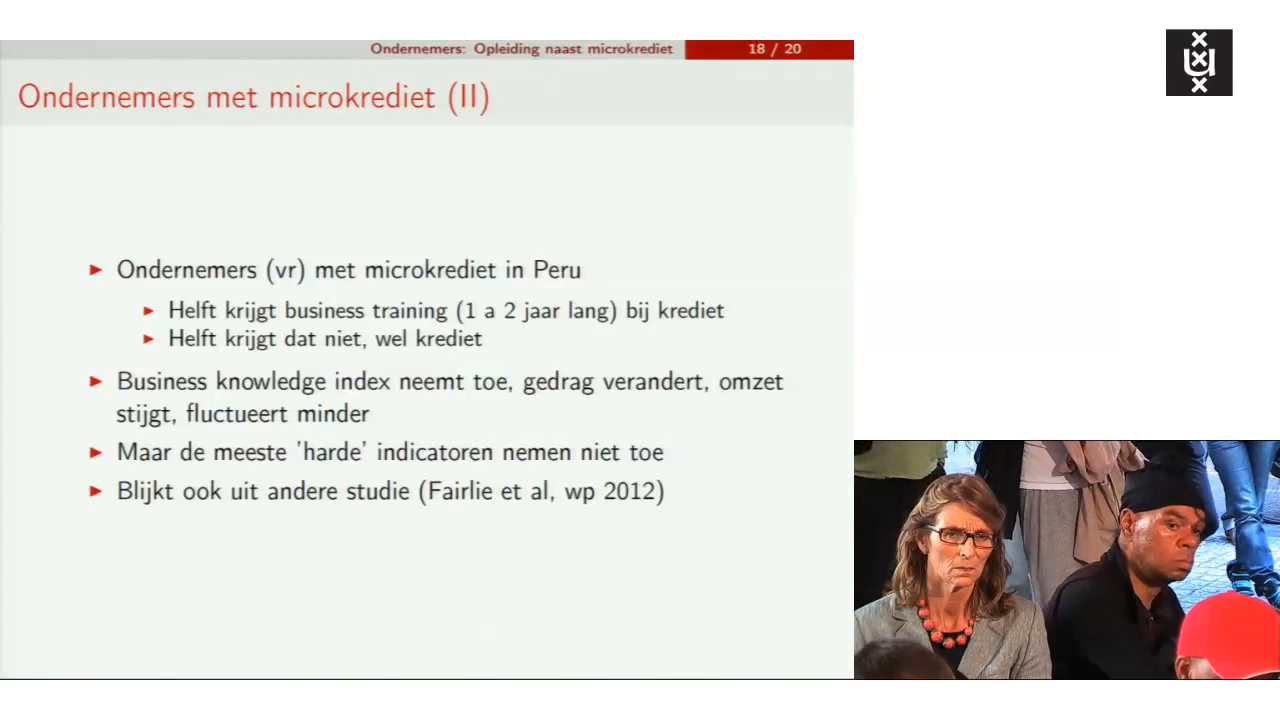 Ondernemers: Opleiding naast microkrediet 18 / 20
Ondernemers met microkrediet (II)
Ondernemers (vr) met microkrediet in Peru
Helft krijgt business training (1 a 2 jaar lang) bij krediet
Helft krijgt dat niet, wel krediet
Business knowledge index neemt toe, gedrag verandert, omzet
stijgt, fluctueert minder
Maar de meeste 'harde' indicatoren nemen niet toe
Blijkt ook uit andere studie (Fairlie et al, wp 2012)